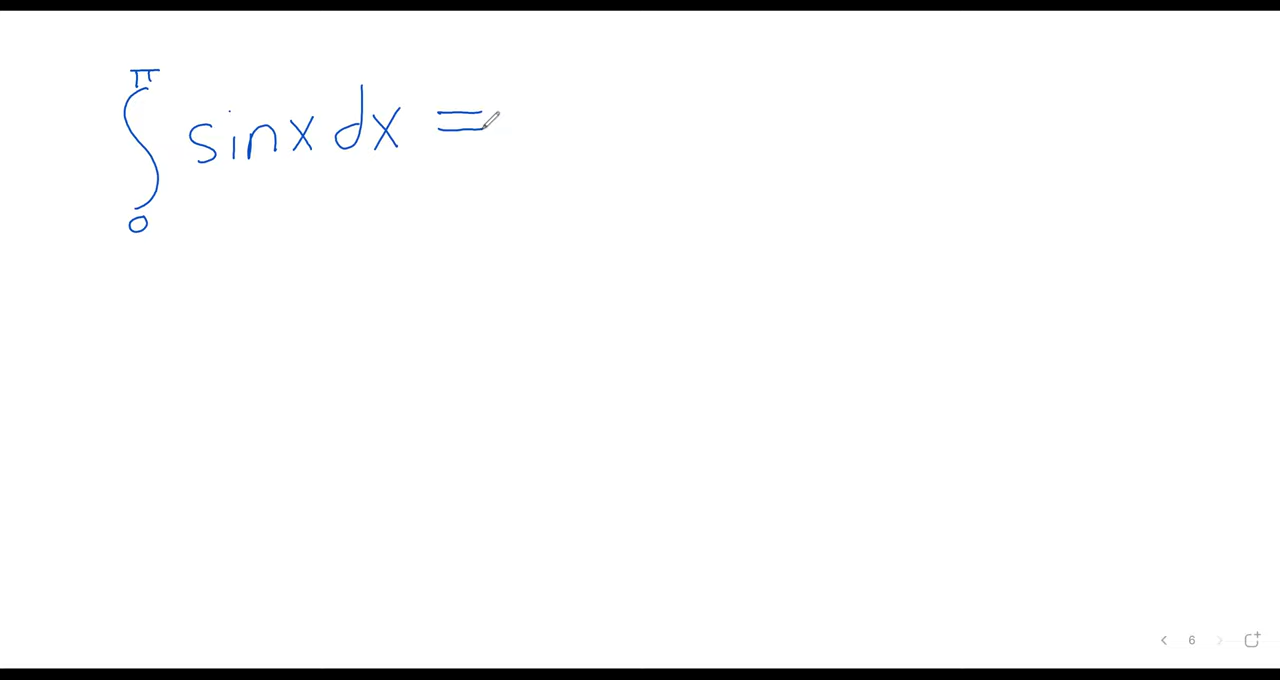 ∫₀^π sinx dx =
6